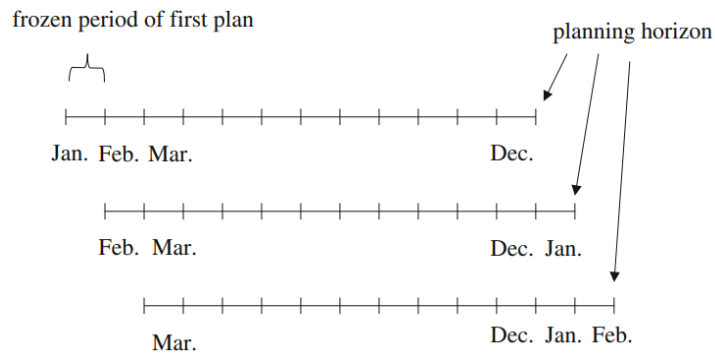 frozen period of first plan
planning horizon
Jan. Feb. Mar. Dec.
Feb. Mar. Dec. Jan.
Mar. Dec. Jan. Feb.